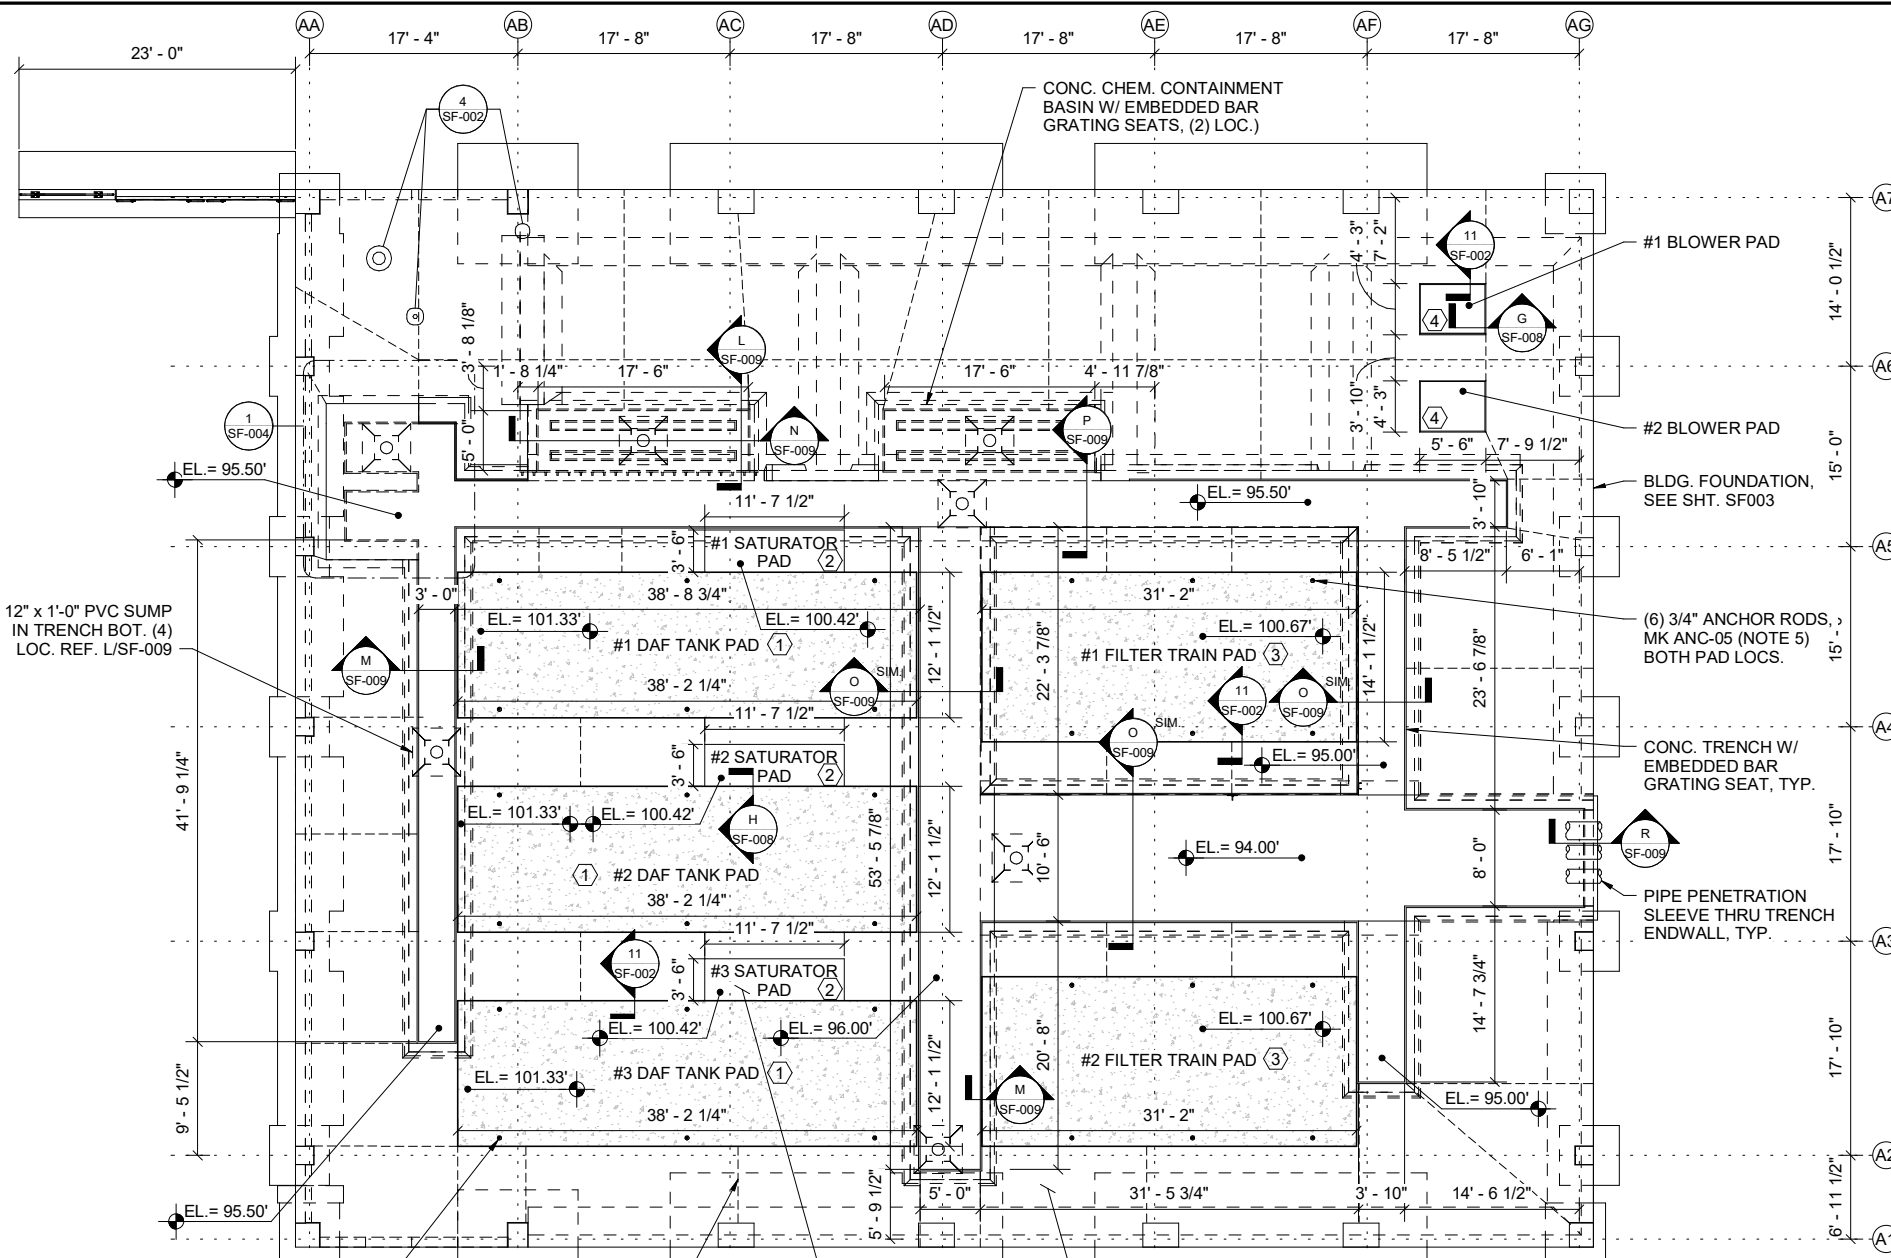 AA
AB
AC
AD
AE
AF
AG
17' - 4"
17' - 8"
17' - 8"
17' - 8"
17' - 8"
17' - 8"
23' - 0"
4
SF-002
CONC. CHEM. CONTAINMENT
BASIN W/ EMBEDDED BAR
GRATING SEATS, (2) LOC.)
A7
4' - 3"
7' - 2"
11
SF-002
#1 BLOWER PAD
14' - 0 1/2"
4
G
SF-008
3' - 8 1/8"
L
SF-009
1' - 8 1/4"
17' - 6"
17' - 6"
4' - 11 7/8"
A6
3' - 10"
4' - 3"
4
#2 BLOWER PAD
1
SF-004
5' - 0"
N
SF-009
P
SF-009
5' - 6"
7' - 9 1/2"
15' - 0"
EL.= 95.50'
BLDG. FOUNDATION,
SEE SHT. SF003
EL.= 95.50'
11' - 7 1/2"
3' - 10"
3' - 6"
#1 SATURATOR
PAD
2
8' - 5 1/2"
6' - 1"
A5
3' - 0"
38' - 8 3/4"
31' - 2"
12" x 1'-0" PVC SUMP
IN TRENCH BOT. (4)
LOC. REF. L/SF-009
EL.= 101.33'
EL.= 100.42'
EL.= 100.67'
(6) 3/4" ANCHOR RODS,
MK ANC-05 (NOTE 5)
BOTH PAD LOCS.
15' -
#1 DAF TANK PAD
1
12' - 1 1/2"
22' - 3 7/8"
#1 FILTER TRAIN PAD
3
14' - 1 1/2"
23' - 6 7/8"
M
SF-009
38' - 2 1/4"
O
SF-009
SIM.
11
SF-002
O
SF-009
SIM.
11' - 7 1/2"
O
SF-009
SIM.
A4
41' - 9 1/4"
3' - 6"
#2 SATURATOR
PAD
2
EL.= 95.00'
CONC. TRENCH W/
EMBEDDED BAR
GRATING SEAT, TYP.
EL.= 101.33'
EL.= 100.42'
H
SF-008
53' - 5 7/8"
12' - 1 1/2"
10' - 6"
EL.= 94.00'
8' - 0"
R
SF-009
17' - 10"
1
#2 DAF TANK PAD
38' - 2 1/4"
PIPE PENETRATION
SLEEVE THRU TRENCH
ENDWALL, TYP.
11' - 7 1/2"
A3
11
SF-002
3' - 6"
#3 SATURATOR
PAD
2
14' - 7 3/4"
EL.= 100.42'
EL.= 96.00'
EL.= 100.67'
17' - 10"
#3 DAF TANK PAD
1
12' - 1 1/2"
20' - 8"
#2 FILTER TRAIN PAD
3
EL.= 101.33'
M
SF-009
EL.= 95.00'
9' - 5 1/2"
38' - 2 1/4"
31' - 2"
A2
EL.= 95.50'
5' - 9 1/2"
5' - 0"
31' - 5 3/4"
3' - 10"
14' - 6 1/2"
6' - 11 1/2"
A1